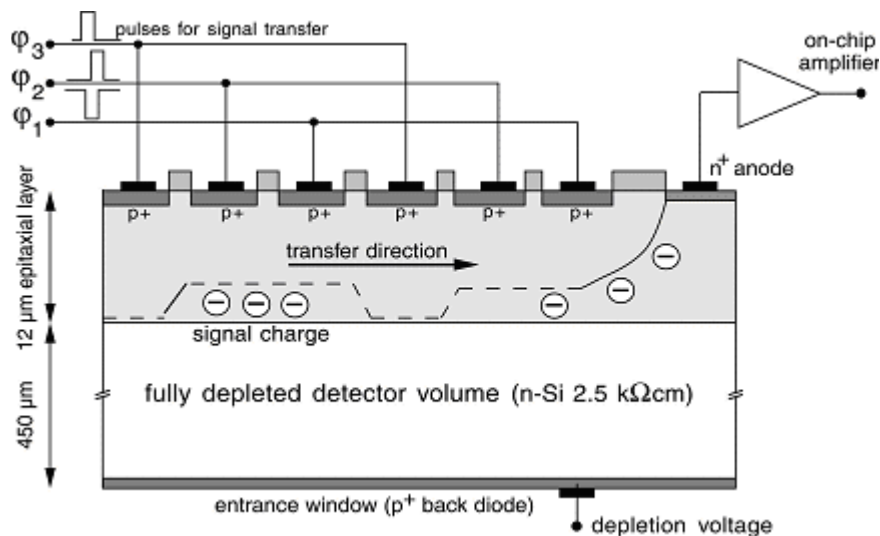 pulses for signal transfer
φ3
φ2
φ1
on-chip
amplifier
n+ anode
p+
p+
p+
p+
p+
p+
transfer direction
signal charge
12 µm epitaxial layer
450 µm
fully depleted detector volume (n-Si 2.5 kΩcm)
entrance window (p+ back diode)
depletion voltage